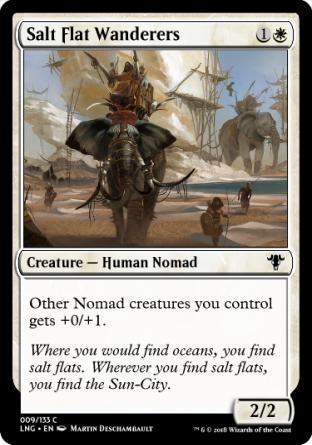 Salt Flat Wanderers 1
Creature — Human Nomad
Other Nomad creatures you control
gets +0/+1.
Where you would find oceans, you find
salt flats. Wherever you find salt flats,
you find the Sun-City.
2/2
009/133 C
LNG • EN Martin Deschambault
™ & © 2018 Wizards of the Coast